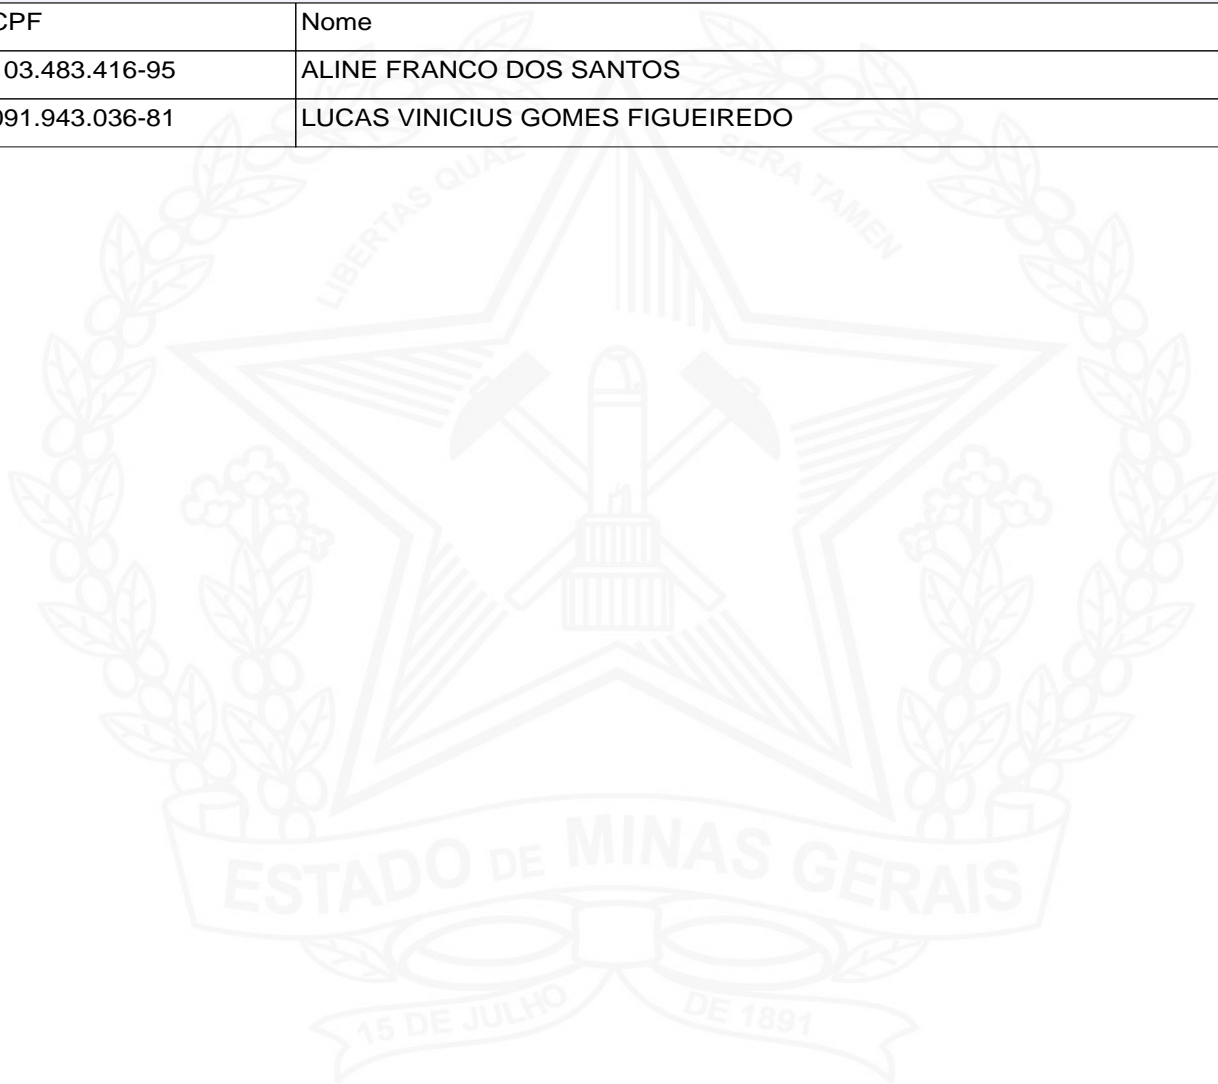 CPF Nome
03.483.416-95 ALINE FRANCO DOS SANTOS
091.943.036-81 LUCAS VINICIUS GOMES FIGUEIREDO
LIBERTAS QUAE SERA TAMEN
ESTADO DE MINAS GERAIS
15 DE JULHO DE 1891